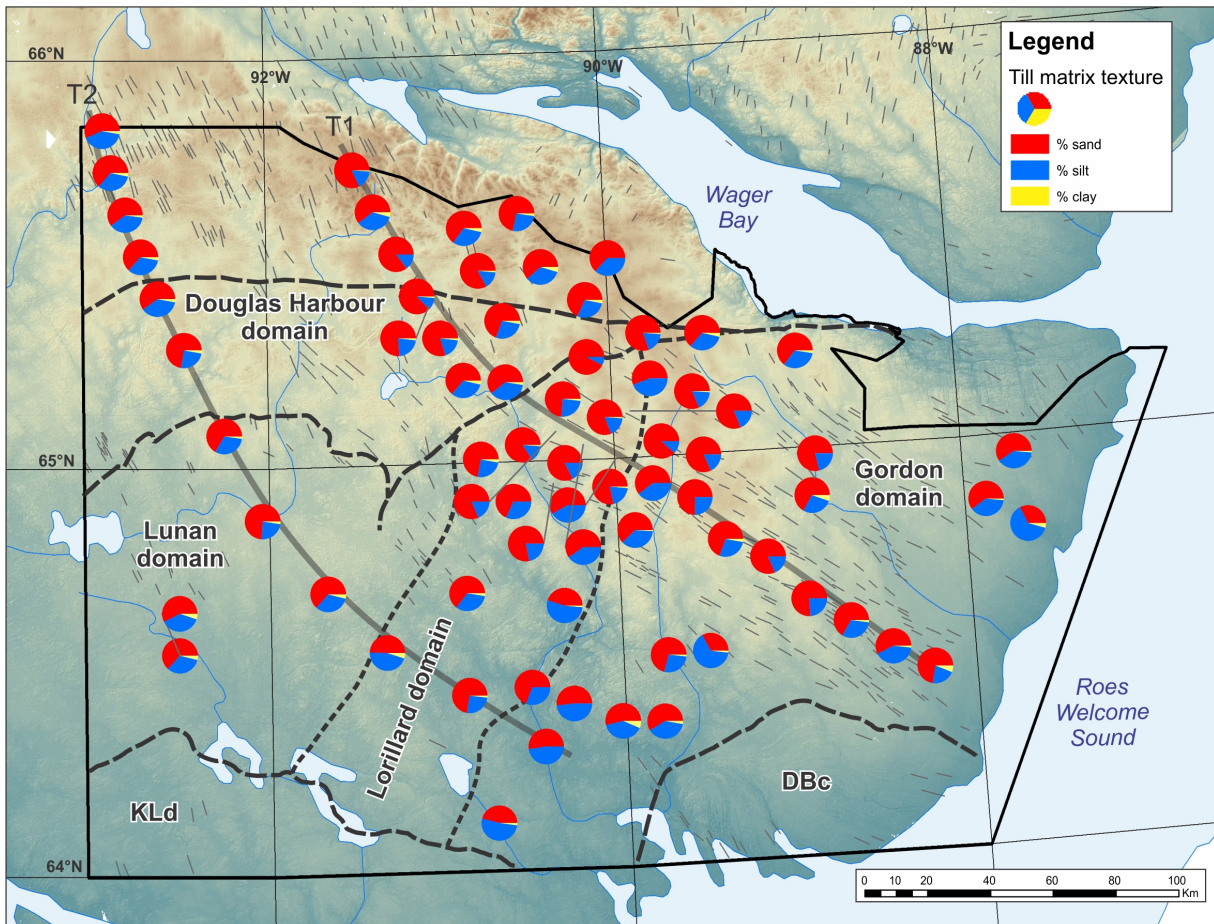 66°N
92°W
90°W
88°W
Legend
Till matrix texture
% sand
% silt
% clay
T2
T1
Wager
Bay
Douglas Harbour
domain
65°N
Gordon
domain
Lunan
domain
Lorillard domain
Roes
Welcome
Sound
DBc
KLd
64°N
0 10 20 40 60 80 100
Km